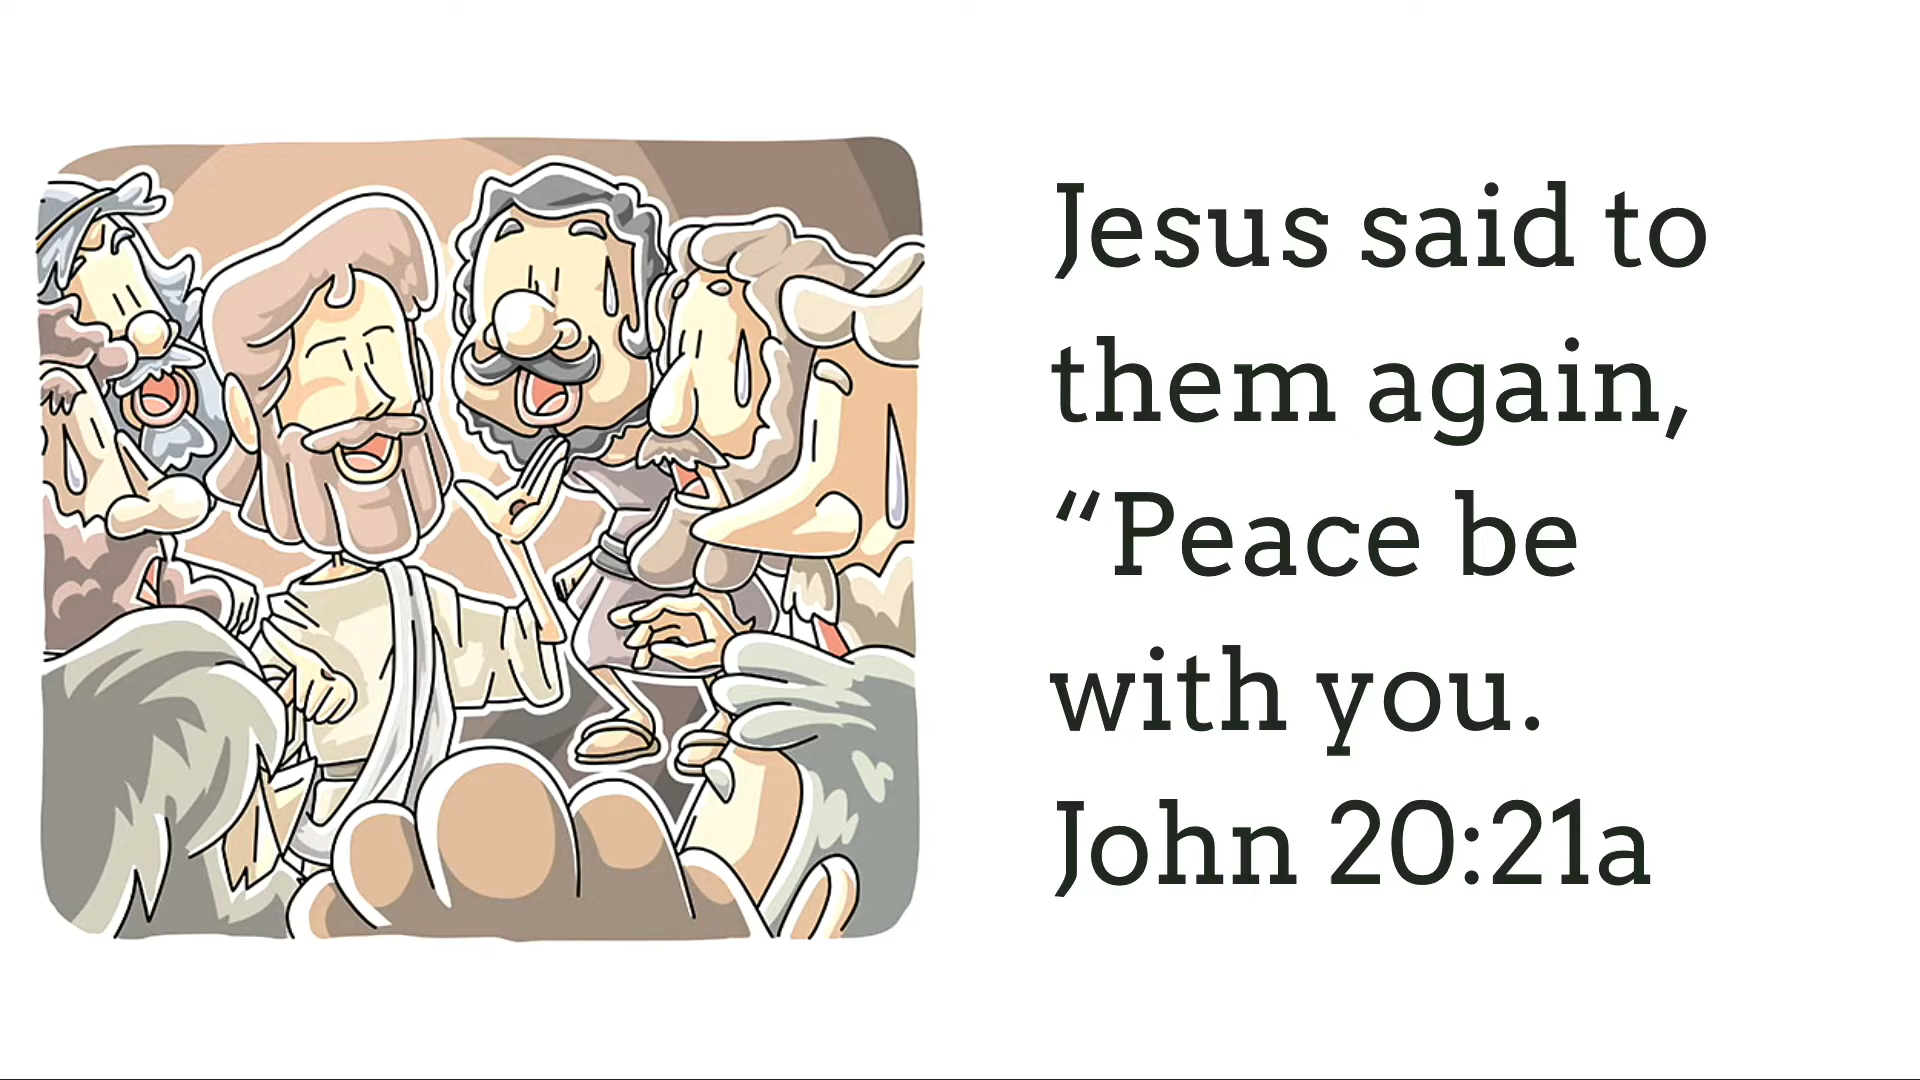 Jesus said to
them again,
“Peace be
with you.
John 20:21a